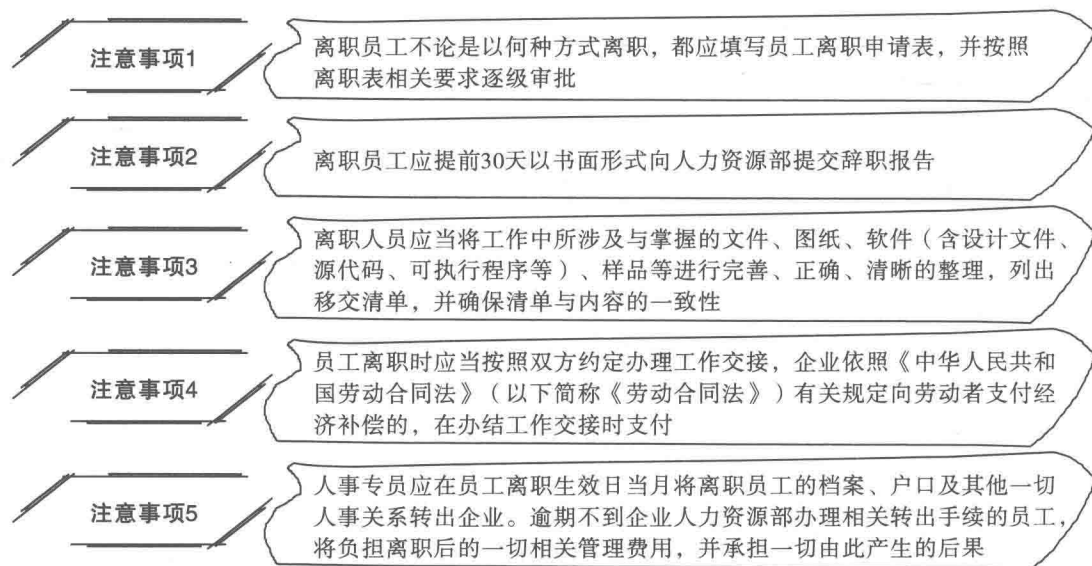 注意事项1
离职员工不论是以何种方式离职，都应填写员工离职申请表，并按照
离职表相关要求逐级审批
注意事项2
离职员工应提前30天以书面形式向人力资源部提交辞职报告
注意事项3
离职人员应当将工作中所涉及与掌握的文件、图纸、软件（含设计文件、
源代码、可执行程序等）、样品等进行完善、正确、清晰的整理，列出
移交清单，并确保清单与内容的一致性
注意事项4
员工离职时应当按照双方约定办理工作交接，企业依照《中华人民共和
国劳动合同法》（以下简称《劳动合同法》）有关规定向劳动者支付经
济补偿的，在办结工作交接时支付
注意事项5
人事专员应在员工离职生效日当月将离职员工的档案、户口及其他一切
人事关系转出企业。逾期不到企业人力资源部办理相关转出手续的员工，
将负担离职后的一切相关管理费用，并承担一切由此产生的后果